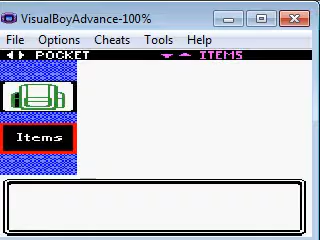 VisualBoyAdvance-100%
File Options Cheats Tools Help
POCKET ITEMS
Items